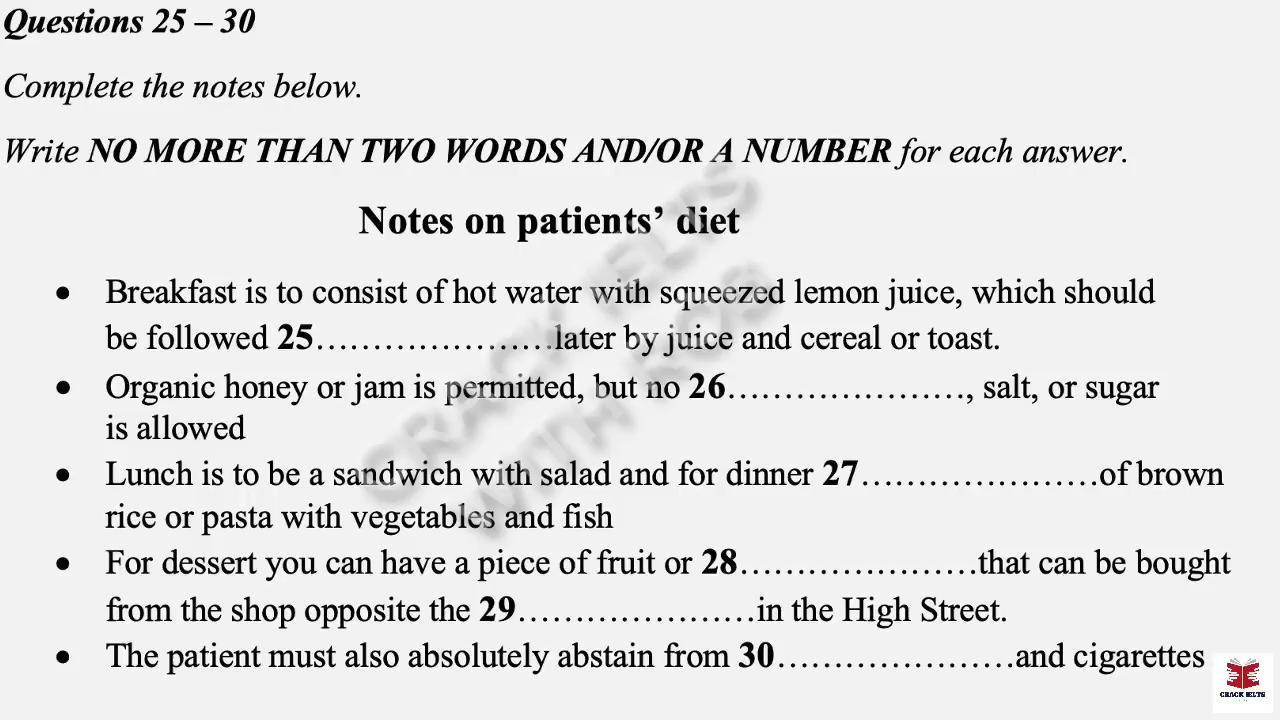 Questions 25 – 30
Complete the notes below.
Write NO MORE THAN TWO WORDS AND/OR A NUMBER for each answer.
Notes on patients’ diet
• Breakfast is to consist of hot water with squeezed lemon juice, which should
be followed 25…………………later by juice and cereal or toast.
• Organic honey or jam is permitted, but no 26…………………, salt, or sugar
is allowed
• Lunch is to be a sandwich with salad and for dinner 27…………………of brown
rice or pasta with vegetables and fish
• For dessert you can have a piece of fruit or 28…………………that can be bought
from the shop opposite the 29…………………in the High Street.
• The patient must also absolutely abstain from 30…………………and cigarettes
CRACK IELTS
WITH ROB
CRACK IELTS